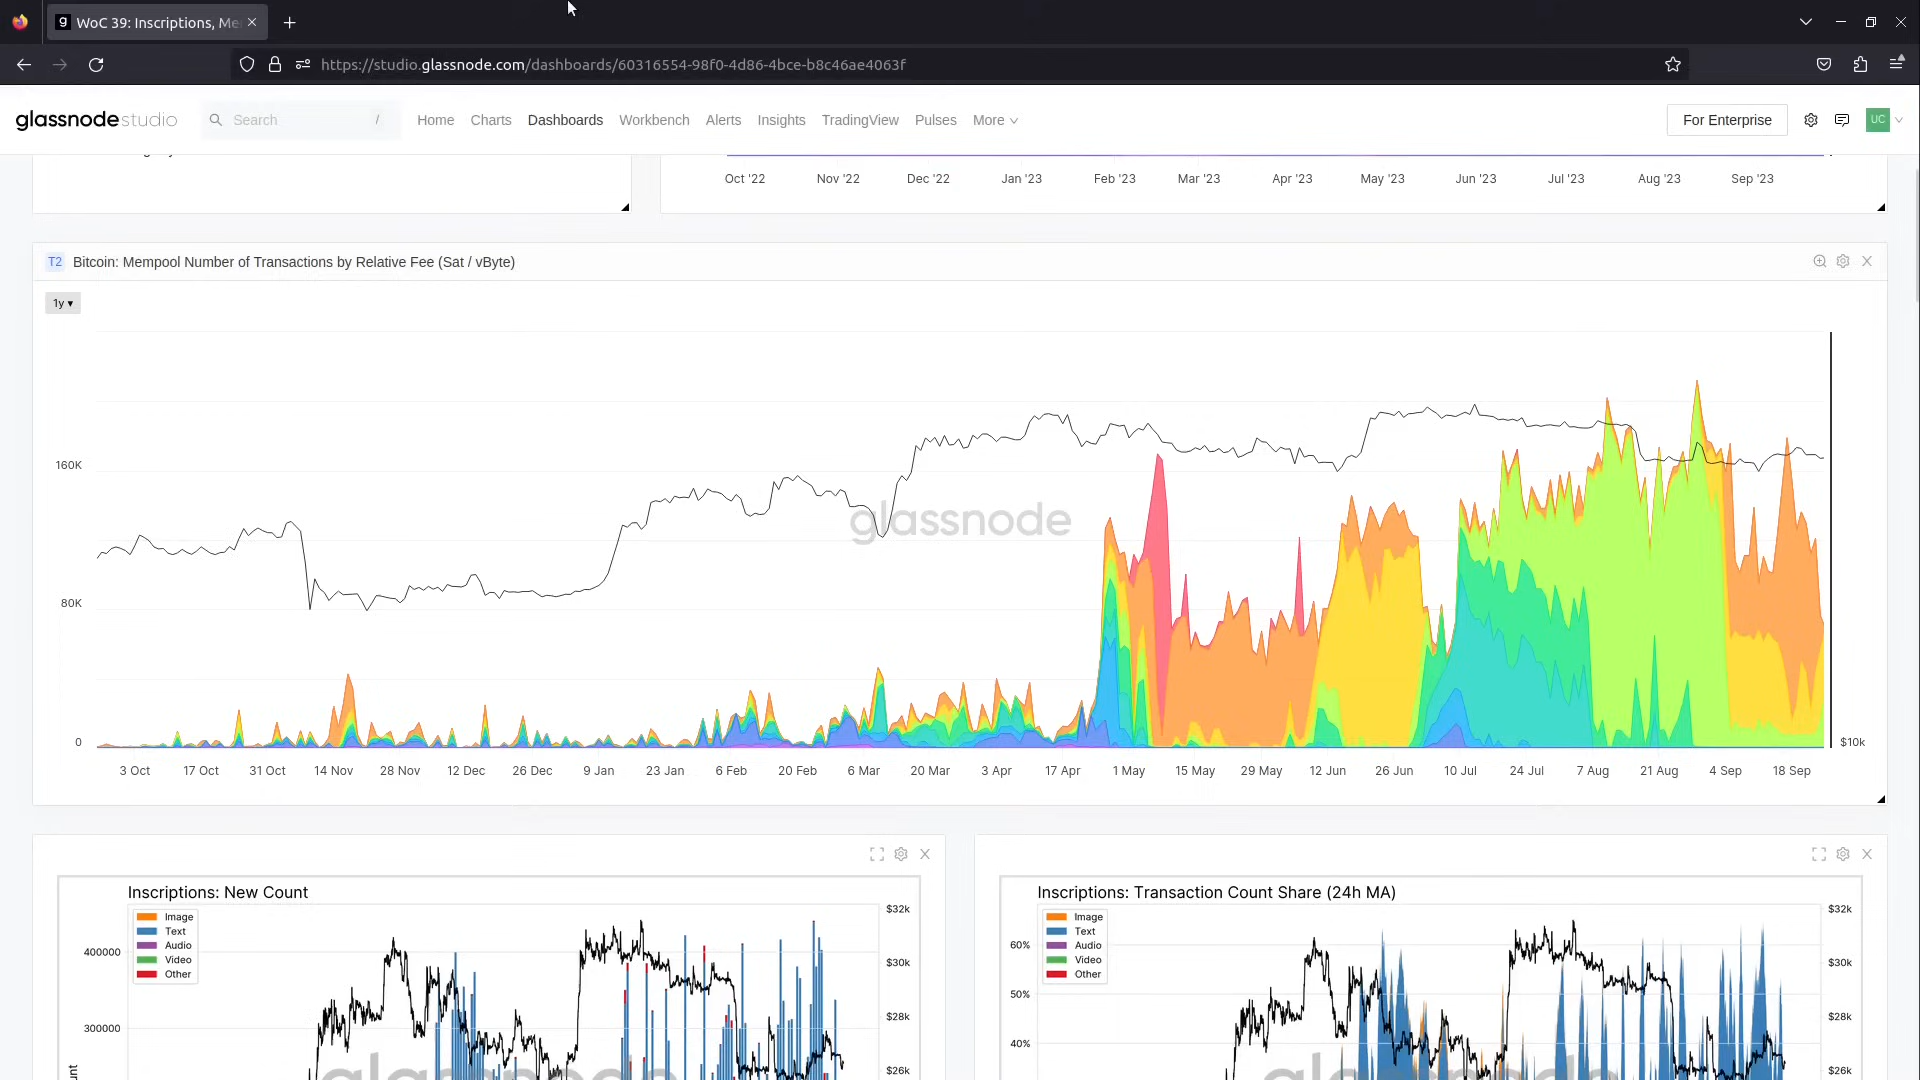 WoC 39: Inscriptions, Me
https://studio.glassnode.com/dashboards/60316554-98f0-4d86-4bce-b8c46ae4063f
glassnodestudio Search / Home Charts Dashboards Workbench Alerts Insights TradingView Pulses More For Enterprise UC
Oct '22 Nov '22 Dec '22 Jan '23 Feb '23 Mar '23 Apr '23 May '23 Jun '23 Jul '23 Aug '23 Sep '23
T2 Bitcoin: Mempool Number of Transactions by Relative Fee (Sat / vByte)
1y ▾
160K
glassnode
80K
0
$10k
3 Oct 17 Oct 31 Oct 14 Nov 28 Nov 12 Dec 26 Dec 9 Jan 23 Jan 6 Feb 20 Feb 6 Mar 20 Mar 3 Apr 17 Apr 1 May 15 May 29 May 12 Jun 26 Jun 10 Jul 24 Jul 7 Aug 21 Aug 4 Sep 18 Sep
Inscriptions: New Count
Image
Text
Audio
Video
Other
400000
300000
$32k
$30k
$28k
$26k
glassnode
Inscriptions: Transaction Count Share (24h MA)
Image
Text
Audio
Video
Other
60%
50%
40%
$32k
$30k
$28k
$26k
glassnode